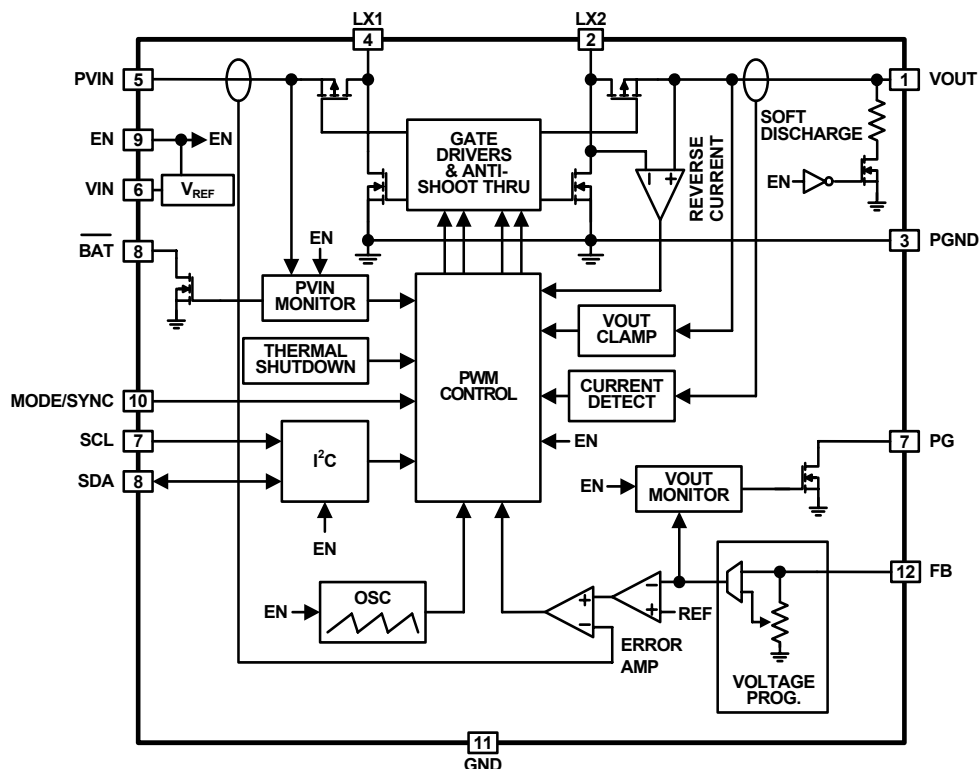 LX1
LX2
4
2
PVIN
5
1
VOUT
SOFT
DISCHARGE
EN
9
EN
GATE
DRIVERS
& ANTI-
SHOOT THRU
REVERSE
CURRENT
EN
VIN
6
VREF
3
PGND
BAT
8
EN
PVIN
MONITOR
VOUT
CLAMP
THERMAL
SHUTDOWN
PWM
CONTROL
CURRENT
DETECT
MODE/SYNC
10
SCL
7
I2C
EN
7
PG
SDA
8
EN
VOUT
MONITOR
EN
12
FB
EN
OSC
REF
ERROR
AMP
VOLTAGE
PROG.
11
GND